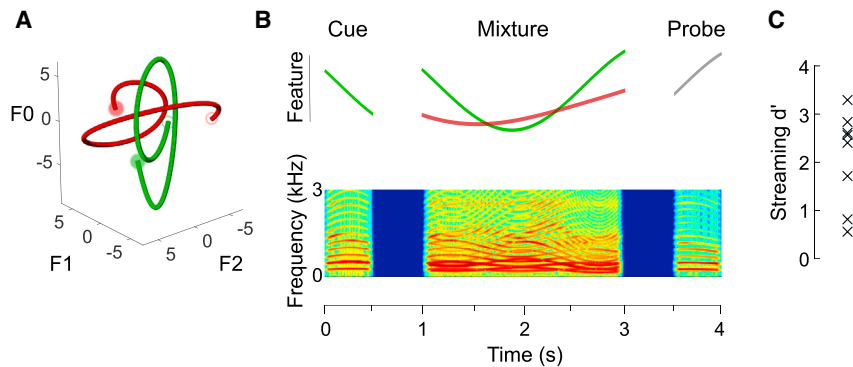 A
5
F0
0
-5
5
0
-5
F1
5
0
-5
F2
B
Cue Mixture Probe
Feature
Frequency (kHz)
3
0
0 1 2 3 4
Time (s)
C
Streaming d'
4
3
2
1
0